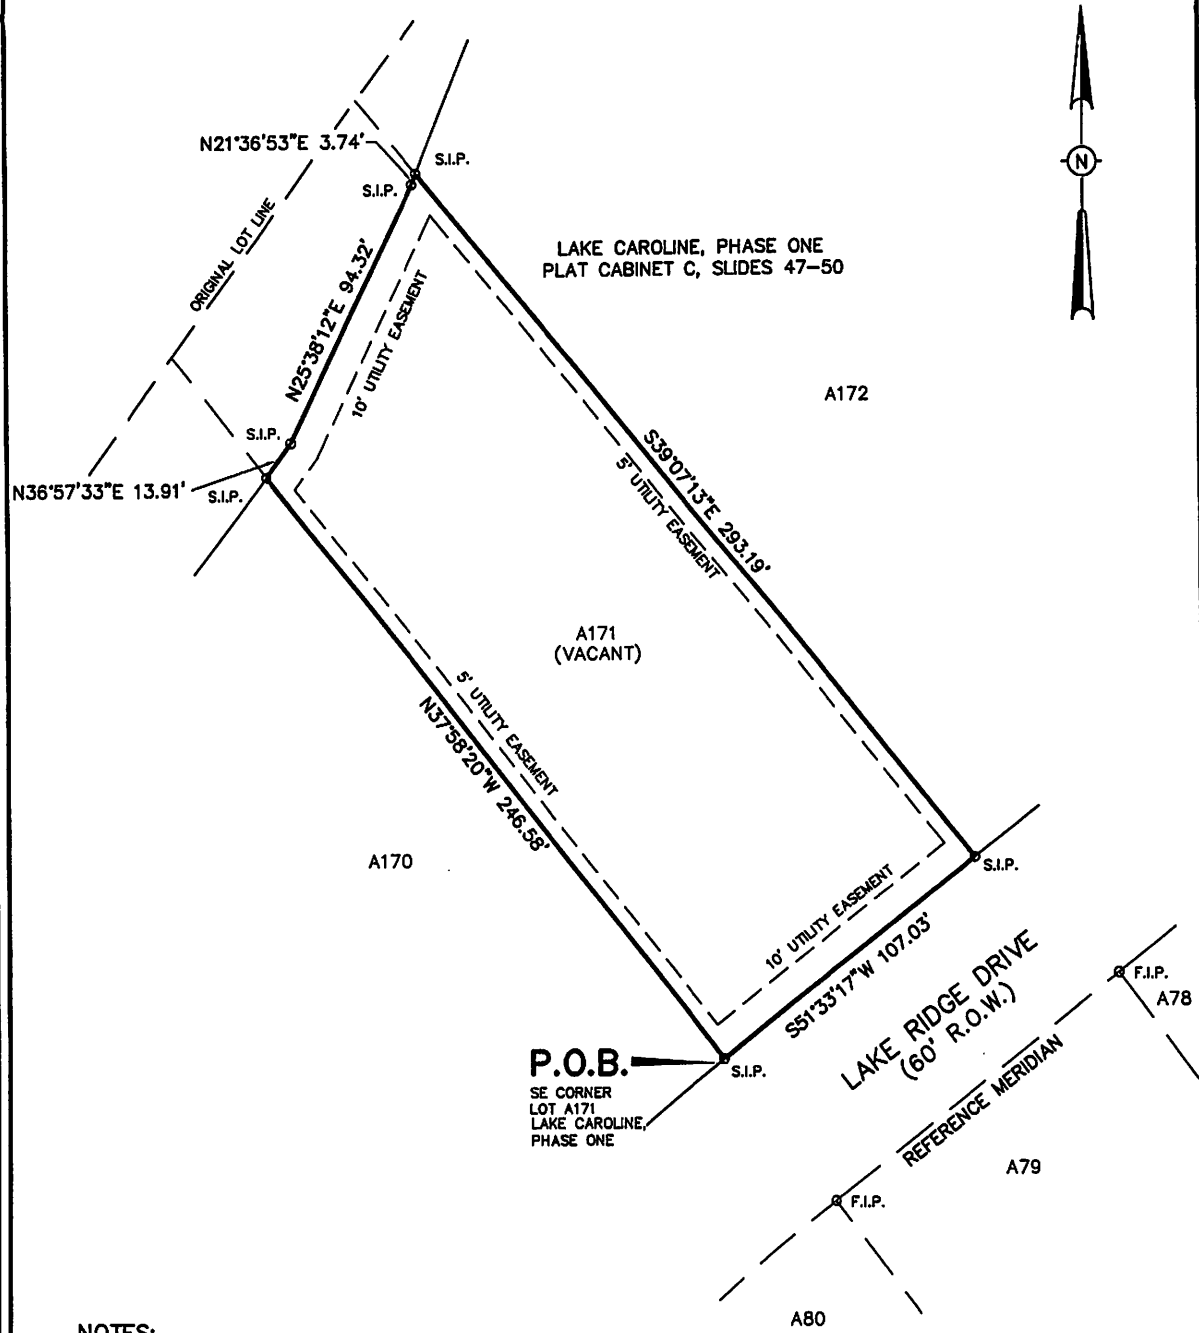 N
N21°36'53"E 3.74'
S.I.P.
S.I.P.
ORIGINAL LOT LINE
LAKE CAROLINE, PHASE ONE
PLAT CABINET C, SLIDES 47-50
N25°38'12"E 94.32'
10' UTILITY EASEMENT
A172
S.I.P.
S39°07'13"E 293.19'
5' UTILITY EASEMENT
N36°57'33"E 13.91'
S.I.P.
A171
(VACANT)
5' UTILITY EASEMENT
N37°58'20"W 246.58'
A170
S.I.P.
10' UTILITY EASEMENT
S51°33'17"W 107.03'
LAKE RIDGE DRIVE
(60' R.O.W.)
F.I.P.
A78
P.O.B.
S.I.P.
SE CORNER
LOT A171
LAKE CAROLINE,
PHASE ONE
REFERENCE MERIDIAN
A79
F.I.P.
A80
NOTES: